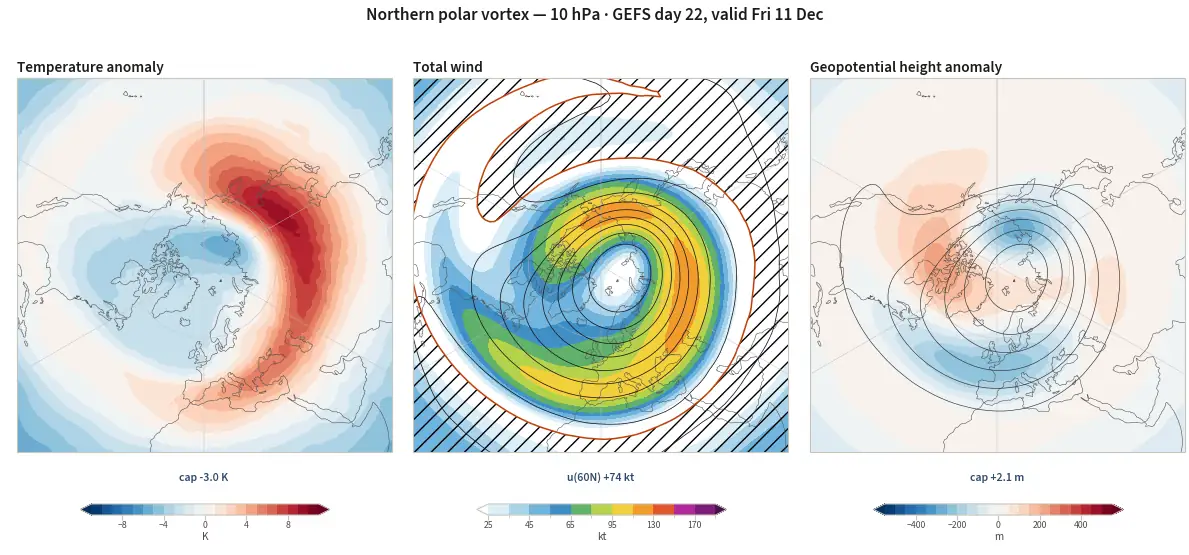 Northern polar vortex — 10 hPa · GEFS day 22, valid Fri 11 Dec
Temperature anomaly
Total wind
Geopotential height anomaly
cap -3.0 K
u(60N) +74 kt
cap +2.1 m
−8 −4 0 4 8
K
25 45 65 95 130 170
kt
−400 −200 0 200 400
m